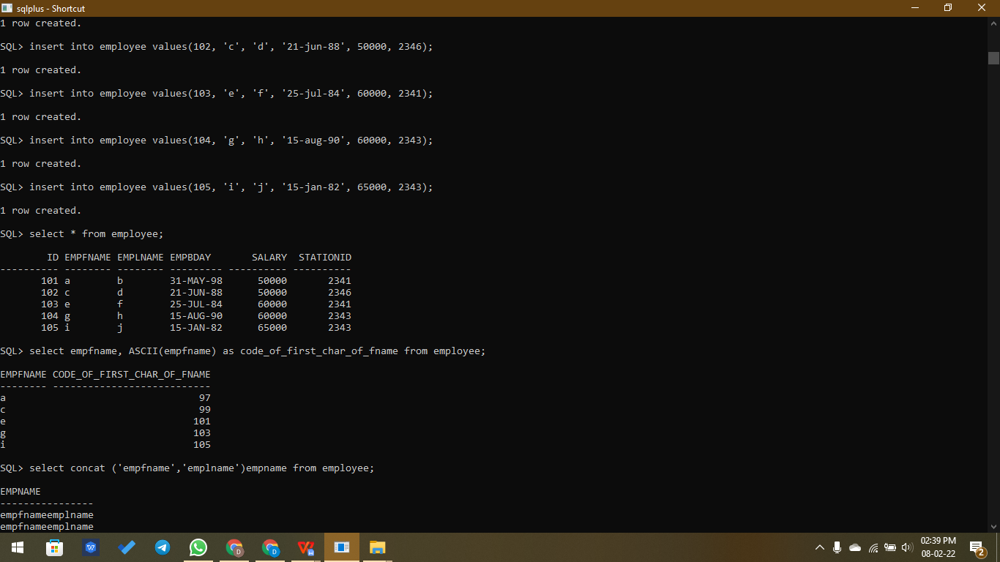 sqlplus - Shortcut
1 row created.
SQL> insert into employee values(102, 'c', 'd', '21-jun-88', 50000, 2346);
1 row created.
SQL> insert into employee values(103, 'e', 'f', '25-jul-84', 60000, 2341);
1 row created.
SQL> insert into employee values(104, 'g', 'h', '15-aug-90', 60000, 2343);
1 row created.
SQL> insert into employee values(105, 'i', 'j', '15-jan-82', 65000, 2343);
1 row created.
SQL> select * from employee;
        ID EMPFNAME EMPLNAME EMPBDAY       SALARY  STATIONID
---------- -------- -------- --------- ---------- ----------
       101 a        b        31-MAY-98      50000       2341
       102 c        d        21-JUN-88      50000       2346
       103 e        f        25-JUL-84      60000       2341
       104 g        h        15-AUG-90      60000       2343
       105 i        j        15-JAN-82      65000       2343
SQL> select empfname, ASCII(empfname) as code_of_first_char_of_fname from employee;
EMPFNAME CODE_OF_FIRST_CHAR_OF_FNAME
-------- ---------------------------
a                                 97
c                                 99
e                                101
g                                103
i                                105
SQL> select concat ('empfname','emplname')empname from employee;
EMPNAME
----------------
empfnameemplname
empfnameemplname
02:39 PM
08-02-22
2